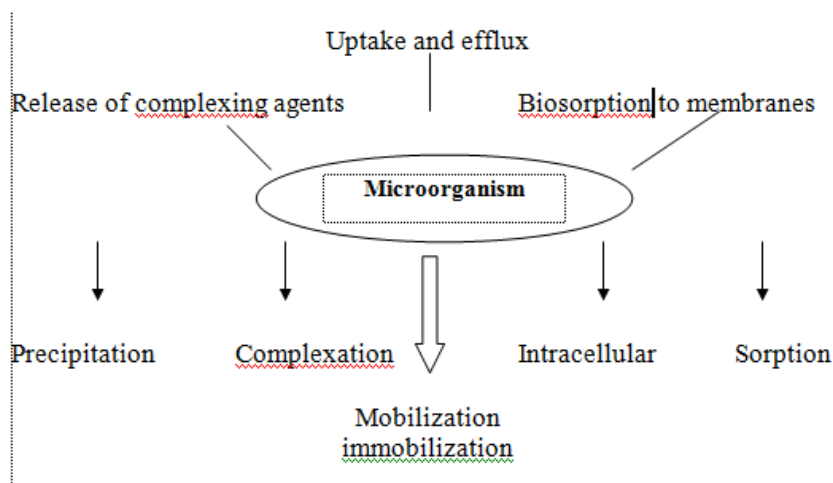 Uptake and efflux
Release of complexing agents
Biosorption to membranes
Microorganism
Precipitation
Complexation
Intracellular
Sorption
Mobilization
immobilization